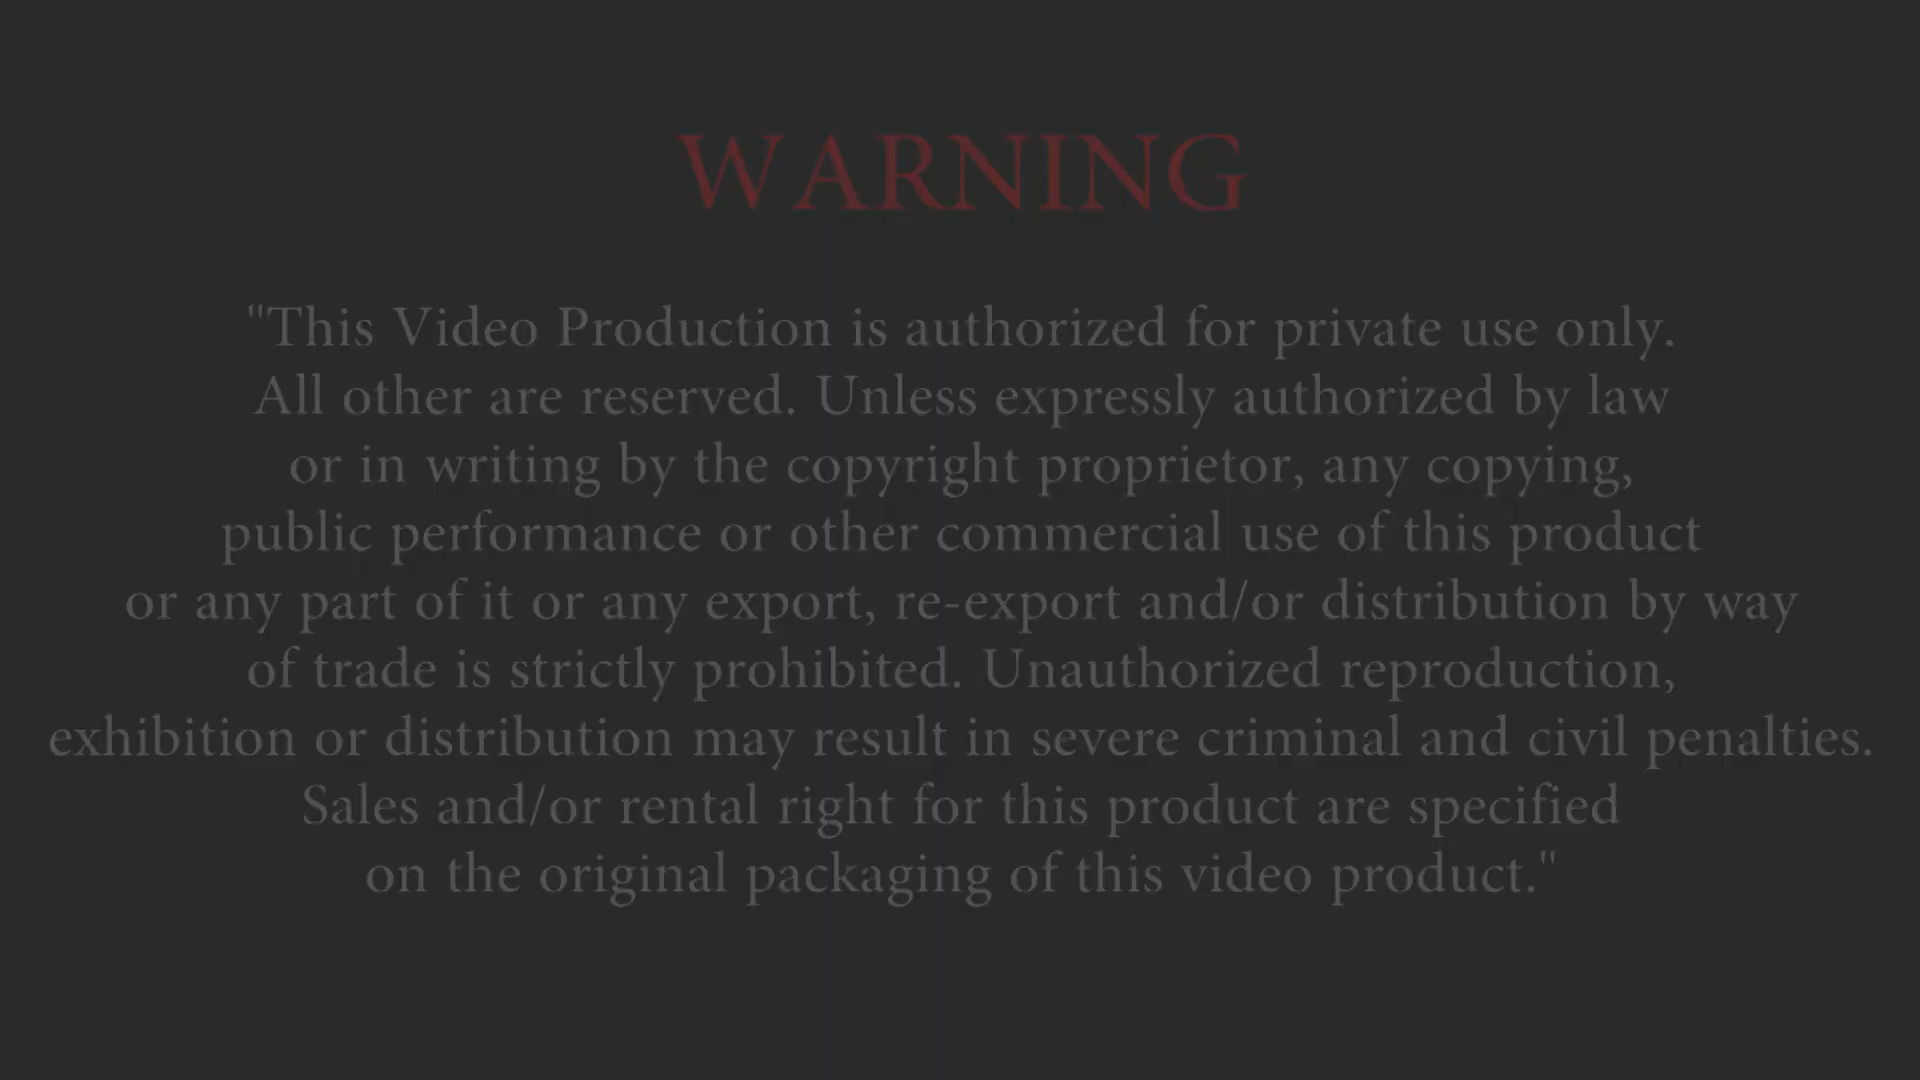 WARNING
"This Video Production is authorized for private use only.
All other are reserved. Unless expressly authorized by law
or in writing by the copyright proprietor, any copying,
public performance or other commercial use of this product
or any part of it or any export, re-export and/or distribution by way
of trade is strictly prohibited. Unauthorized reproduction,
exhibition or distribution may result in severe criminal and civil penalties.
Sales and/or rental right for this product are specified
on the original packaging of this video product."